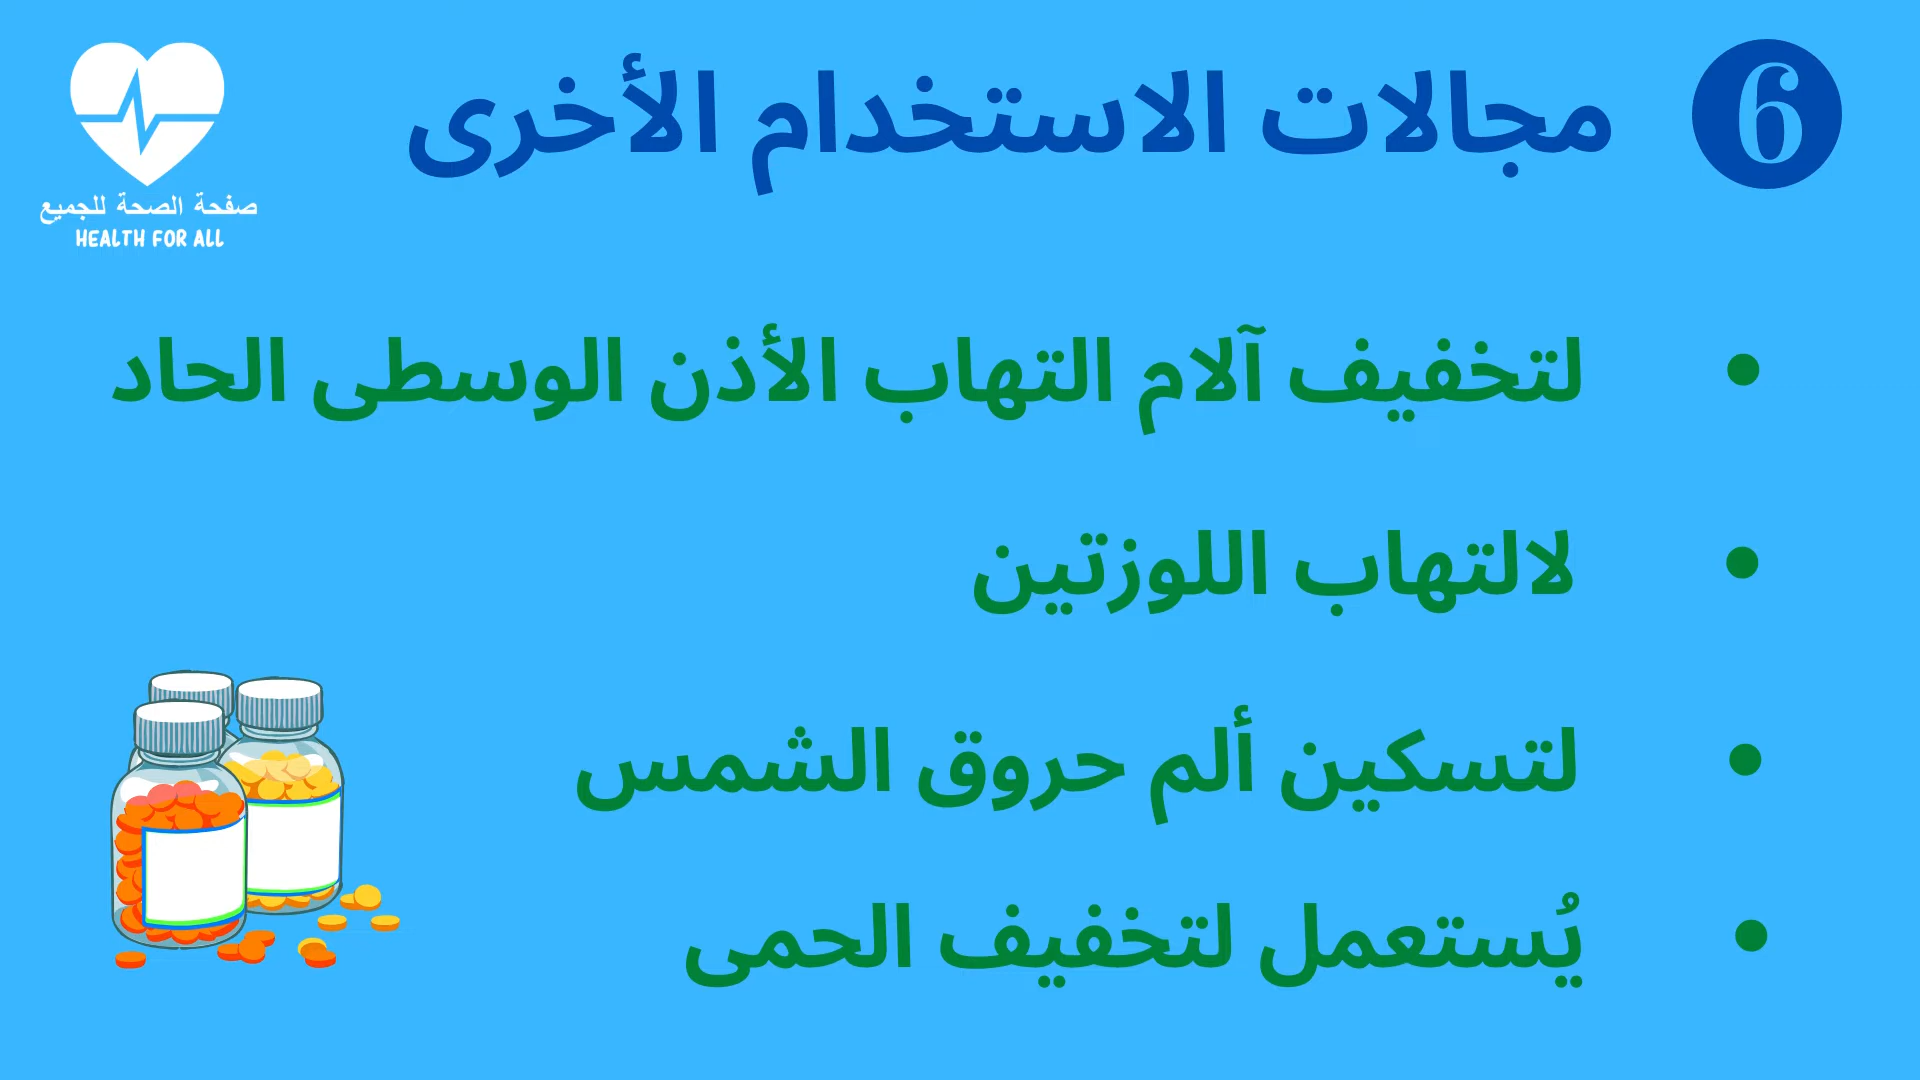 6 مجالات الاستخدام الأخرى
صفحة الصحة للجميع
HEALTH FOR ALL
• لتخفيف آلام التهاب الأذن الوسطى الحاد
• لالتهاب اللوزتين
• لتسكين ألم حروق الشمس
• يُستعمل لتخفيف الحمى